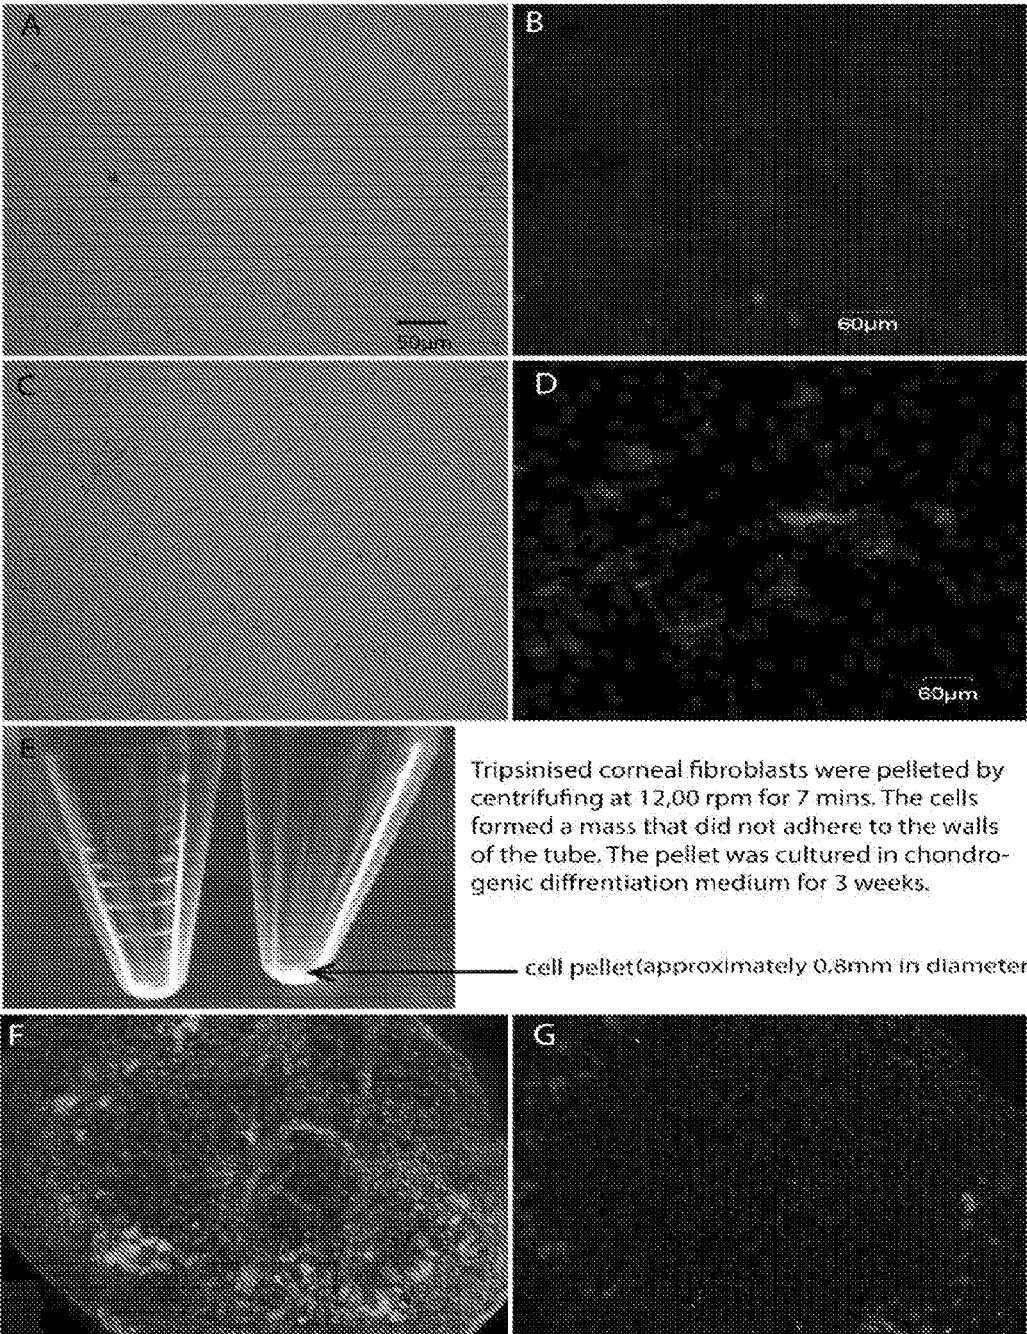 A
B
50µm
60µm
C
D
60µm
E
Tripsinised corneal fibroblasts were pelleted by
centrifufing at 12,00 rpm for 7 mins. The cells
formed a mass that did not adhere to the walls
of the tube. The pellet was cultured in chondro-
genic diffrentiation medium for 3 weeks.
cell pellet(approximately 0.8mm in diameter
F
G